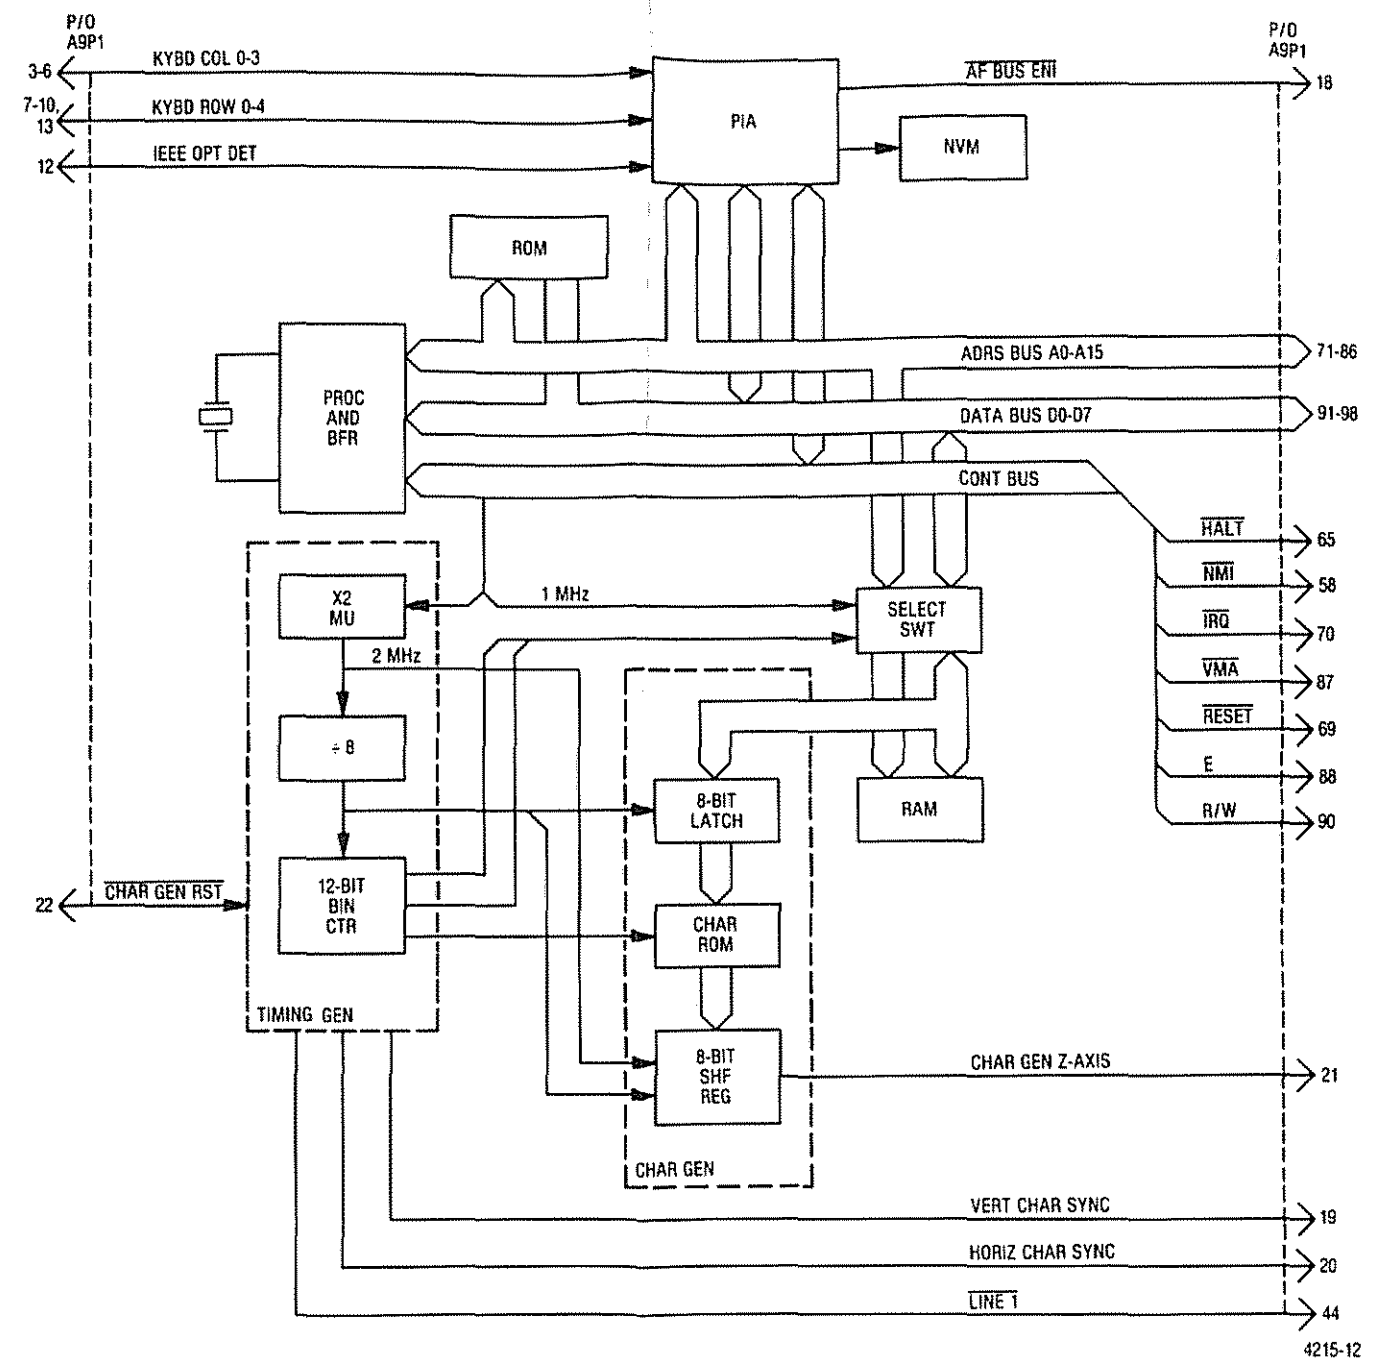 P/O
A9P1
P/O
A9P1
3-6
KYBD COL 0-3
AF BUS ENI
18
7-10,
13
KYBD ROW 0-4
PIA
NVM
12
IEEE OPT DET
ROM
PROC
AND
BFR
ADRS BUS A0-A15
71-86
DATA BUS D0-D7
91-98
CONT BUS
HALT
65
NMI
58
IRQ
70
VMA
87
RESET
69
E
88
R/W
90
X2
MU
1 MHz
SELECT
SWT
2 MHz
÷ 8
8-BIT
LATCH
RAM
22
CHAR GEN RST
12-BIT
BIN
CTR
CHAR
ROM
TIMING GEN
8-BIT
SHF
REG
CHAR GEN Z-AXIS
21
CHAR GEN
VERT CHAR SYNC
19
HORIZ CHAR SYNC
20
LINE 1
44
4215-12